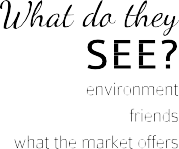 What do they
SEE?
environment
friends
what the market offers